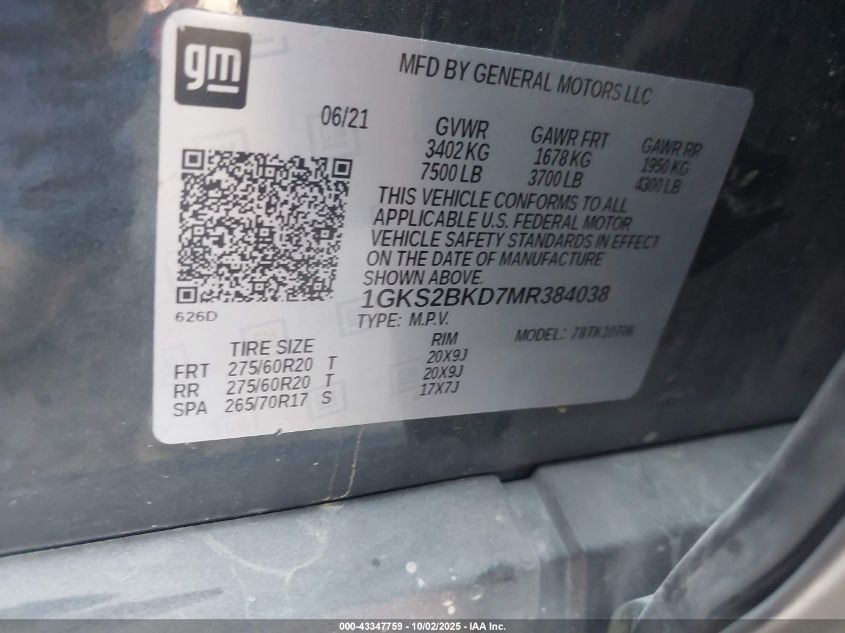 gm
MFD BY GENERAL MOTORS LLC
06/21
GVWR GAWR FRT GAWR RR
3402 KG 1678 KG 1950 KG
7500 LB 3700 LB 4300 LB
THIS VEHICLE CONFORMS TO ALL
APPLICABLE U.S. FEDERAL MOTOR
VEHICLE SAFETY STANDARDS IN EFFECT
ON THE DATE OF MANUFACTURE
SHOWN ABOVE.
1GKS2BKD7MR384038
626D
TYPE: M.P.V. MODEL:
TIRE SIZE RIM
FRT 275/60R20 T 20X9J
RR 275/60R20 T 20X9J
SPA 265/70R17 S 17X7J
000-43347759 - 10/02/2025 - IAA Inc.